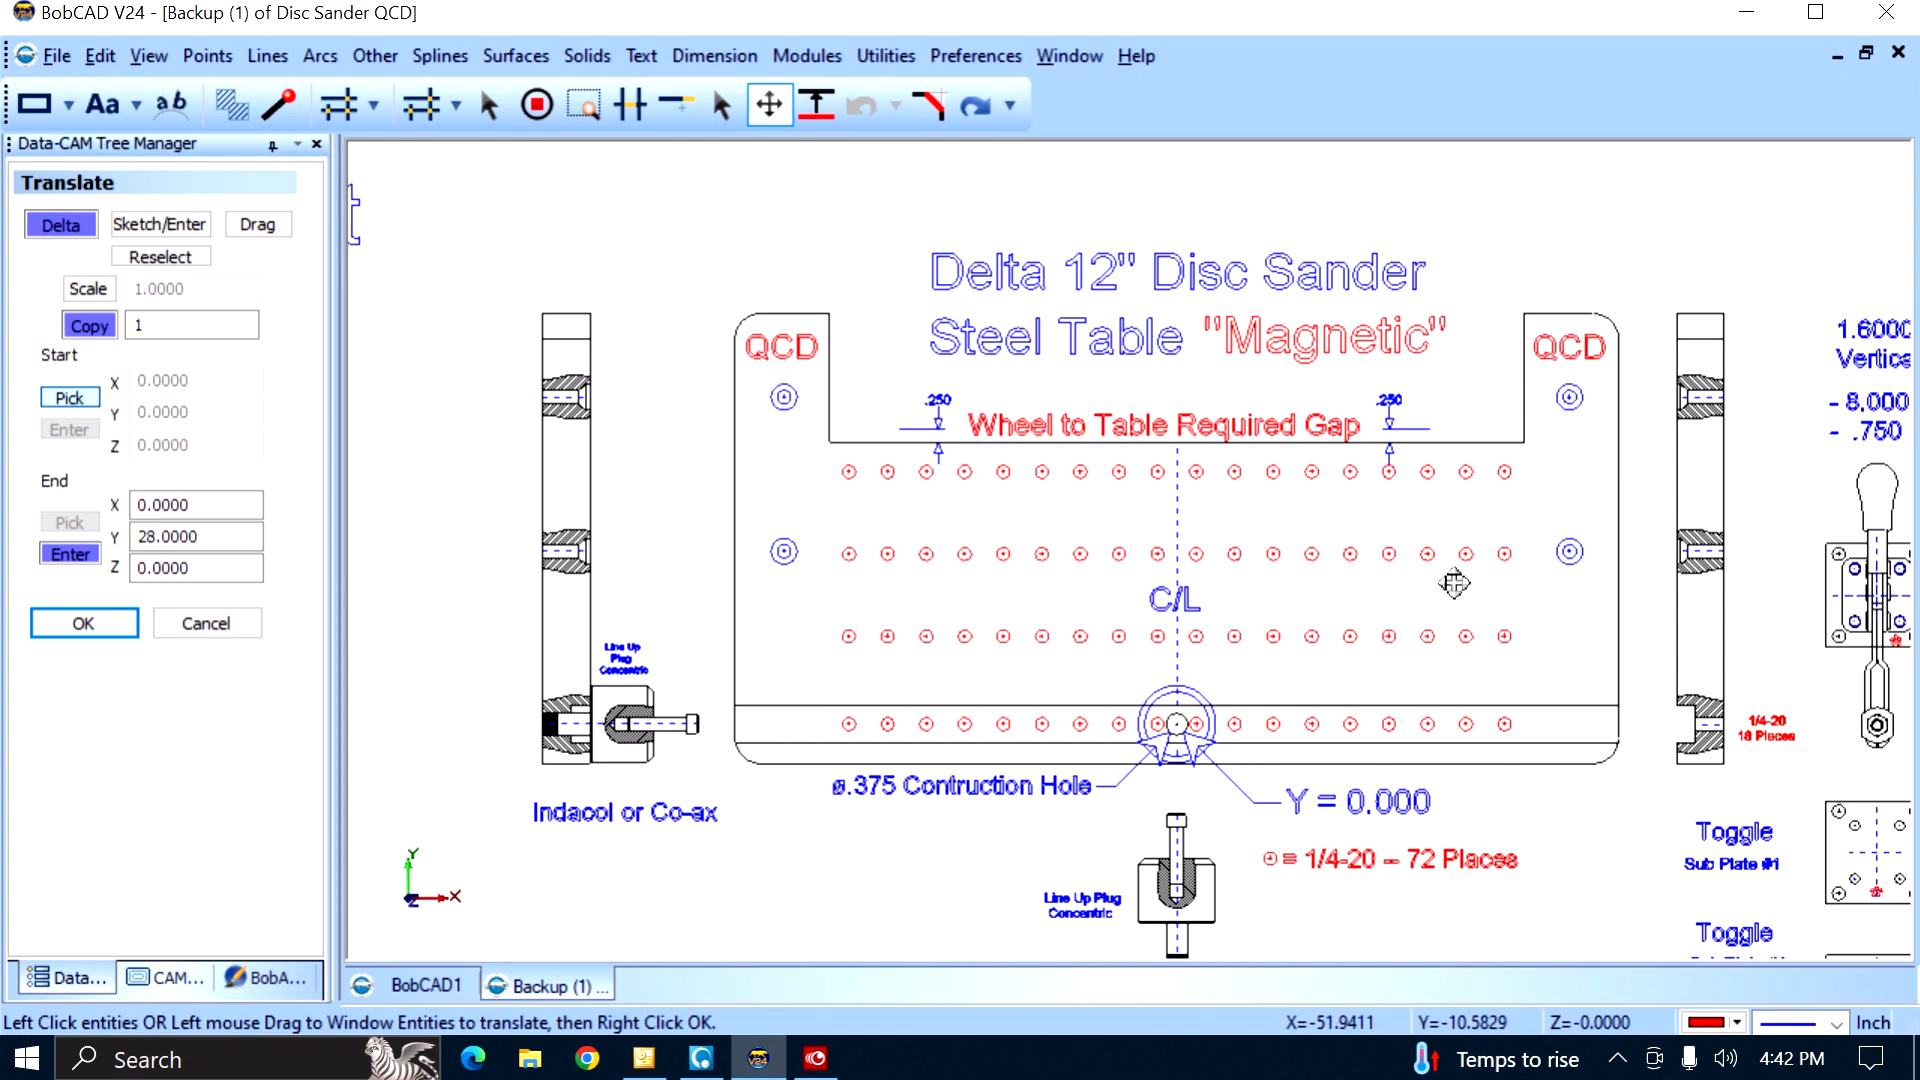 BobCAD V24 - [Backup (1) of Disc Sander QCD]
File Edit View Points Lines Arcs Other Splines Surfaces Solids Text Dimension Modules Utilities Preferences Window Help
Aa ab
Data-CAM Tree Manager
Translate
Delta Sketch/Enter Drag
Reselect
Scale 1.0000
Copy 1
Start
Pick X 0.0000
Y 0.0000
Enter
Z 0.0000
End
X 0.0000
Pick
Y 28.0000
Enter
Z 0.0000
OK Cancel
Data... CAM... BobA...
t
Delta 12" Disc Sander
Steel Table "Magnetic"
QCD QCD
.250 .250
Wheel to Table Required Gap
C/L
Line Up
Plug
Concentric
ø.375 Contruction Hole
Y = 0.000
Indacol or Co-ax
⊙= 1/4-20 - 72 Places
Line Up Plug
Concentric
1/4-20
18 Places
1.6000
Vertica
- 8.000
- .750
Toggle
Sub Plate #1
Toggle
Y
X
Z
BobCAD1 Backup (1) ...
Left Click entities OR Left mouse Drag to Window Entities to translate, then Right Click OK.
X=-51.9411 Y=-10.5829 Z=-0.0000 Inch
Search
V24
Temps to rise 4:42 PM